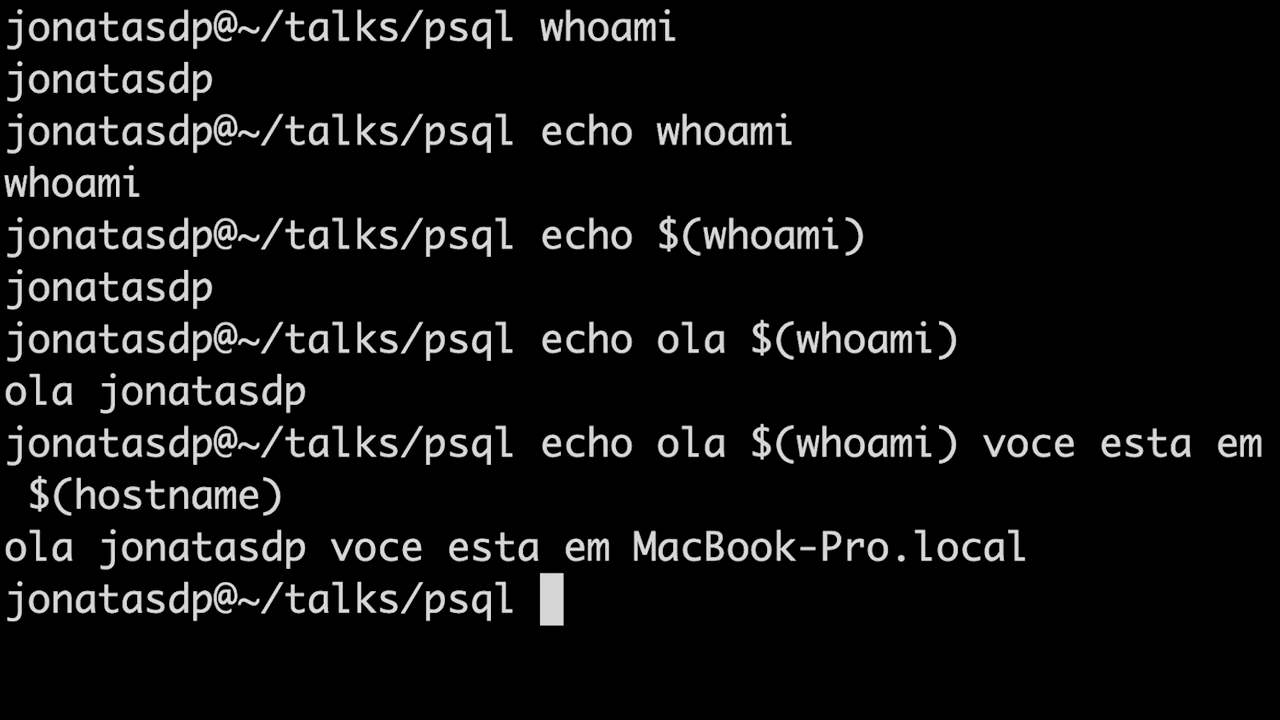 jonatasdp@~/talks/psql whoami
jonatasdp
jonatasdp@~/talks/psql echo whoami
whoami
jonatasdp@~/talks/psql echo $(whoami)
jonatasdp
jonatasdp@~/talks/psql echo ola $(whoami)
ola jonatasdp
jonatasdp@~/talks/psql echo ola $(whoami) voce esta em
$(hostname)
ola jonatasdp voce esta em MacBook-Pro.local
jonatasdp@~/talks/psql